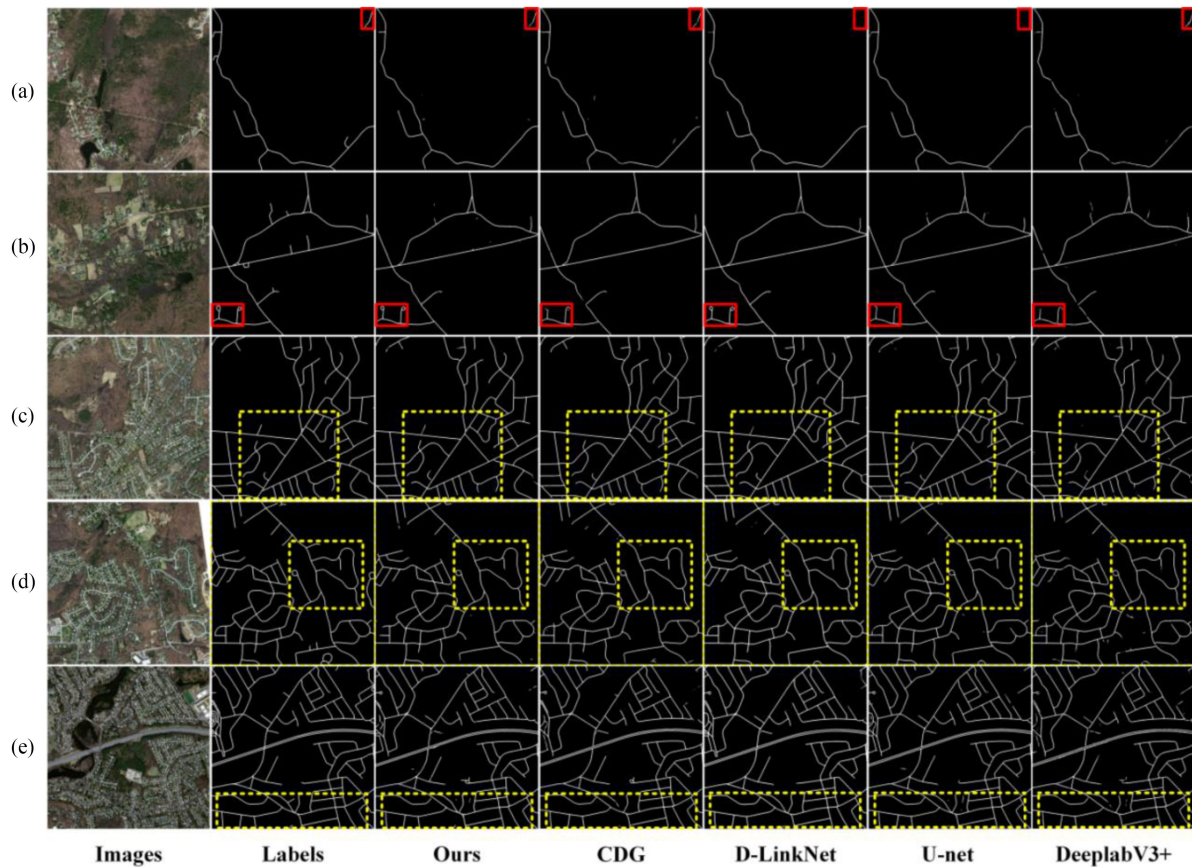 (a)
(b)
(c)
(d)
(e)
Images Labels Ours CDG D-LinkNet U-net DeeplabV3+